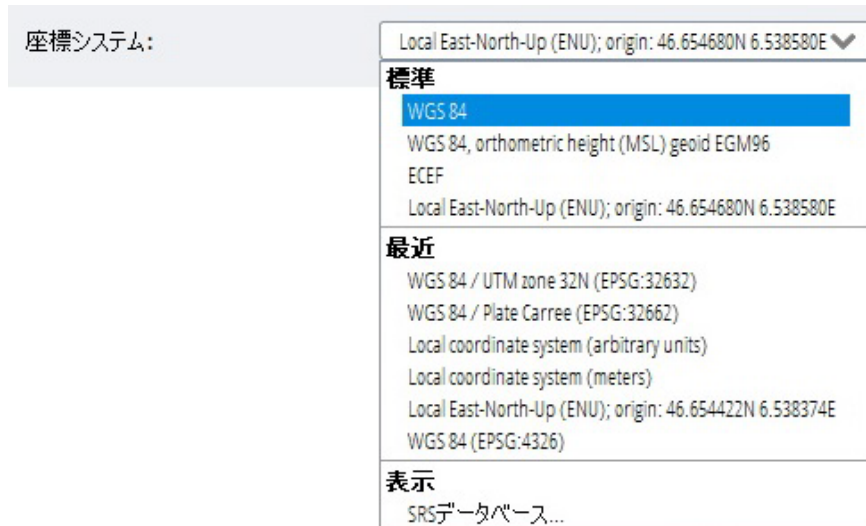 座標システム:
Local East-North-Up (ENU); origin: 46.654680N 6.538580E
標準
WGS 84
WGS 84, orthometric height (MSL) geoid EGM96
ECEF
Local East-North-Up (ENU); origin: 46.654680N 6.538580E
最近
WGS 84 / UTM zone 32N (EPSG:32632)
WGS 84 / Plate Carree (EPSG:32662)
Local coordinate system (arbitrary units)
Local coordinate system (meters)
Local East-North-Up (ENU); origin: 46.654422N 6.538374E
WGS 84 (EPSG:4326)
表示
SRSデータベース...